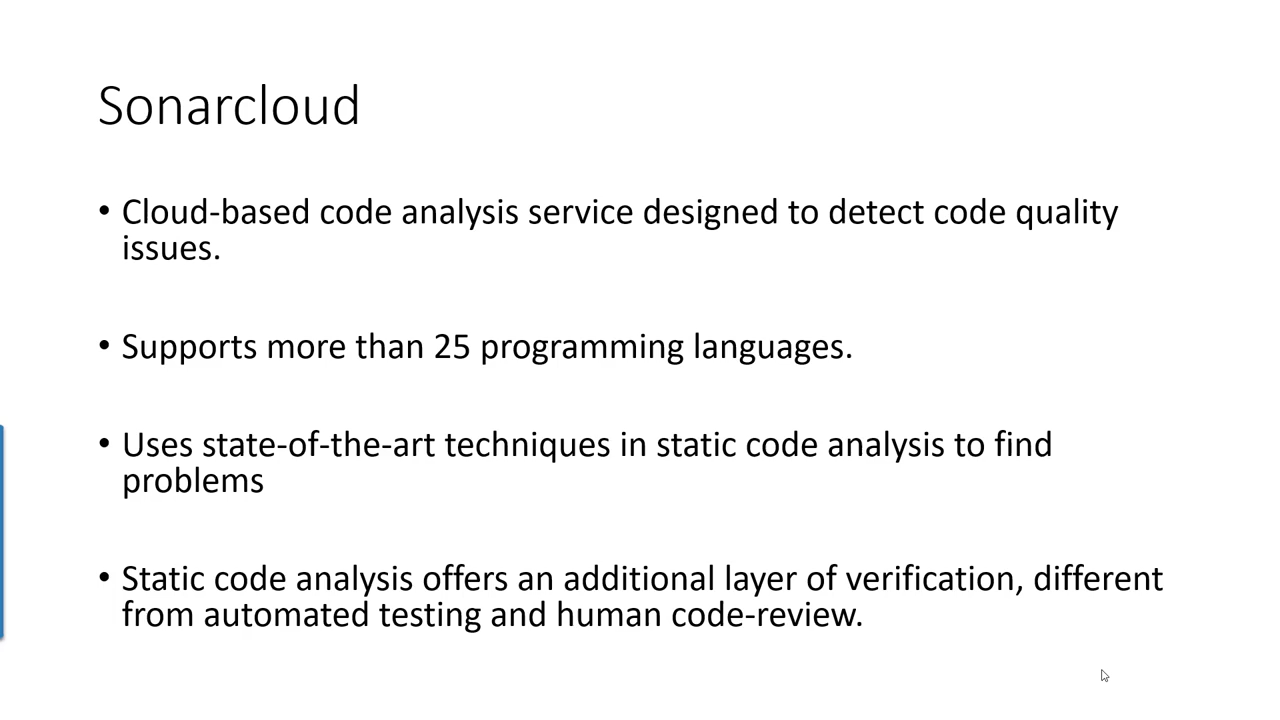 Sonarcloud
• Cloud-based code analysis service designed to detect code quality
issues.
• Supports more than 25 programming languages.
• Uses state-of-the-art techniques in static code analysis to find
problems
• Static code analysis offers an additional layer of verification, different
from automated testing and human code-review.